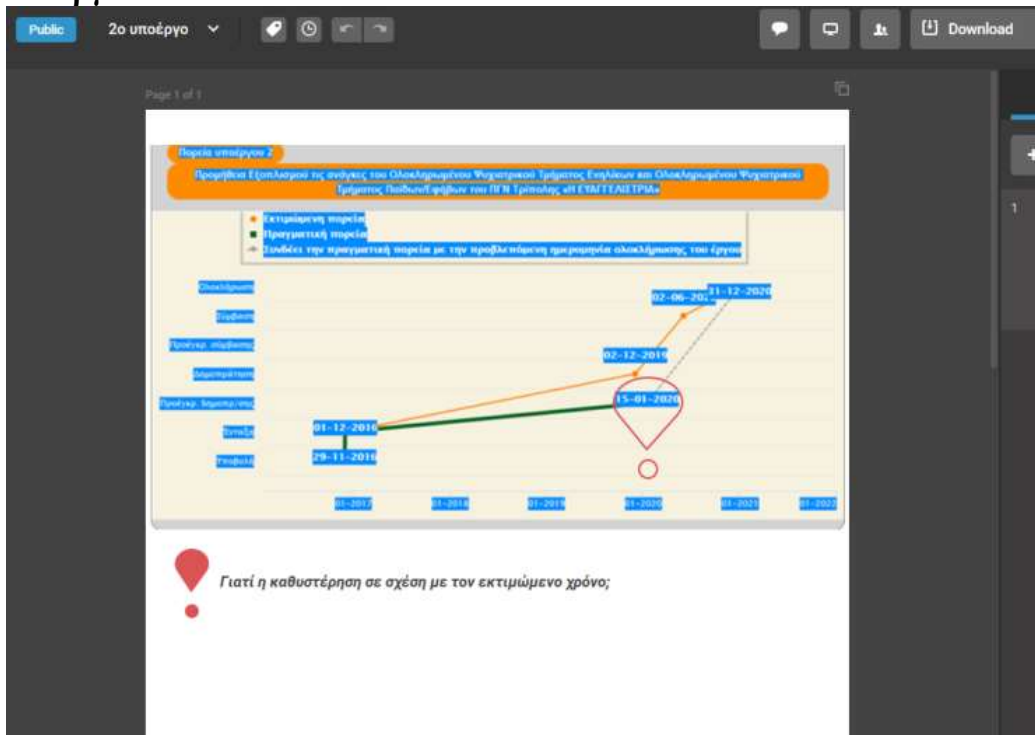 Public
2ο υποέργο
Download
Page 1 of 1
Πορεία υποέργου 2
Προμήθεια Εξοπλισμού τις ανάγκες του Ολοκληρωμένου Ψυχιατρικού Τμήματος Ενηλίκων και Ολοκληρωμένου Ψυχιατρικού
Τμήματος Παίδων/Εφήβων του ΠΓΝ Τρίπολης «Η ΕΥΑΓΓΕΛΙΣΤΡΙΑ»
Εκτιμώμενη πορεία
Πραγματική πορεία
Συνδέει την πραγματική πορεία με την προβλεπόμενη ημερομηνία ολοκλήρωσης του έργου
Ολοκλήρωση
31-12-2020
02-06-202
Σύμβαση
Προέγκρ. σύμβασης
02-12-2019
Δημοπράτηση
Προέγκρ. δημοπρ/σης
15-01-2020
Ένταξη
01-12-2016
Υποβολή
29-11-2016
01-2017
01-2018
01-2019
01-2020
01-2021
01-2022
1
Γιατί η καθυστέρηση σε σχέση με τον εκτιμώμενο χρόνο;